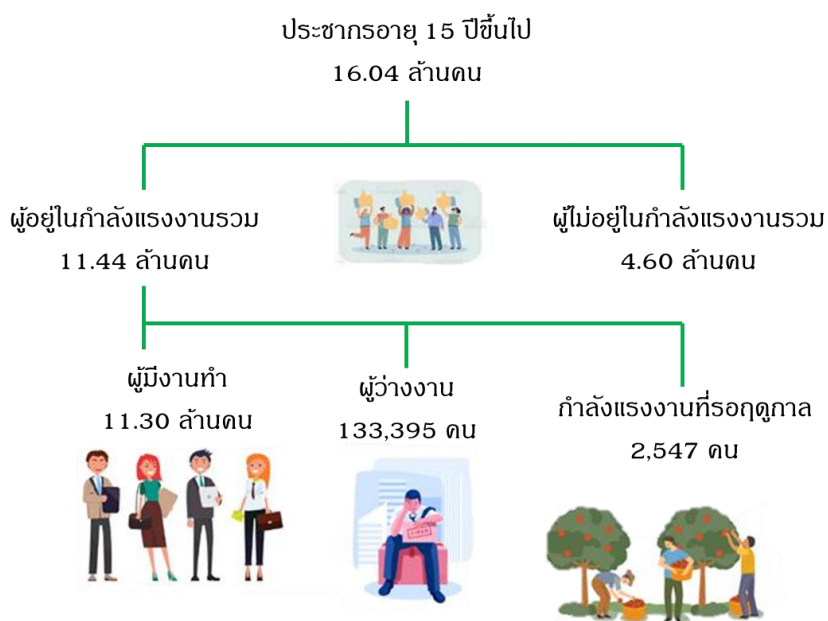 ประชากรอายุ 15 ปีขึ้นไป
16.04 ล้านคน
ผู้อยู่ในกำลังแรงงานรวม
11.44 ล้านคน
ผู้ไม่อยู่ในกำลังแรงงานรวม
4.60 ล้านคน
ผู้มีงานทำ
11.30 ล้านคน
ผู้ว่างงาน
133,395 คน
กำลังแรงงานที่รอฤดูกาล
2,547 คน